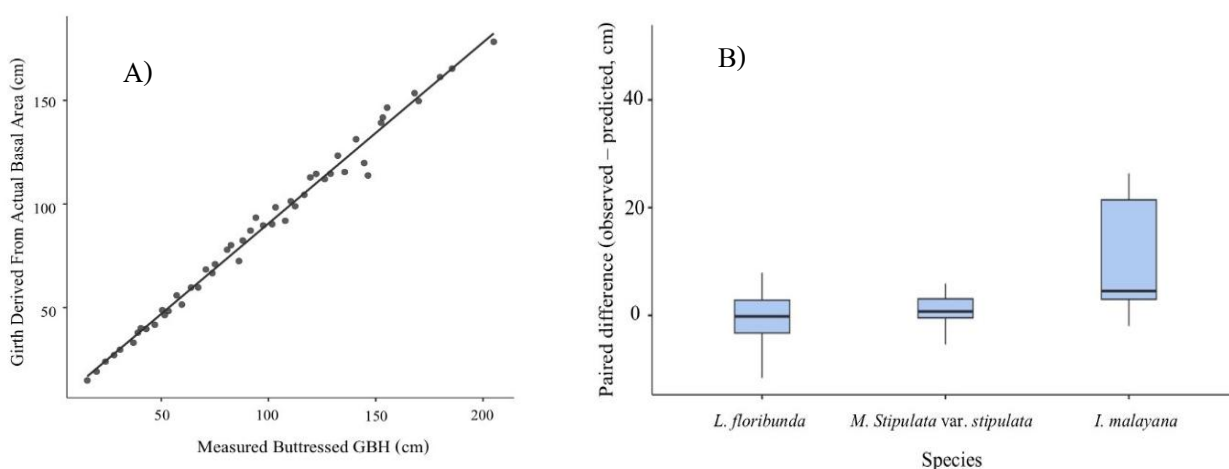 A)
Girth Derived From Actual Basal Area (cm)
150
100
50
50 100 150 200
Measured Buttressed GBH (cm)
B)
Paired difference (observed – predicted, cm)
40
20
0
L. floribunda M. Stipulata var. stipulata I. malayana
Species